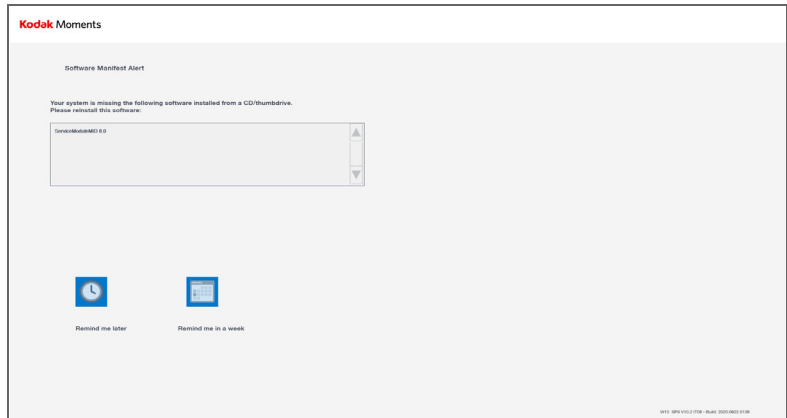 Kodak Moments
Software Manifest Alert
Your system is missing the following software installed from a CD/thumbdrive.
Please reinstall this software:
ServiceModuleMID 8.0
Remind me later
Remind me in a week